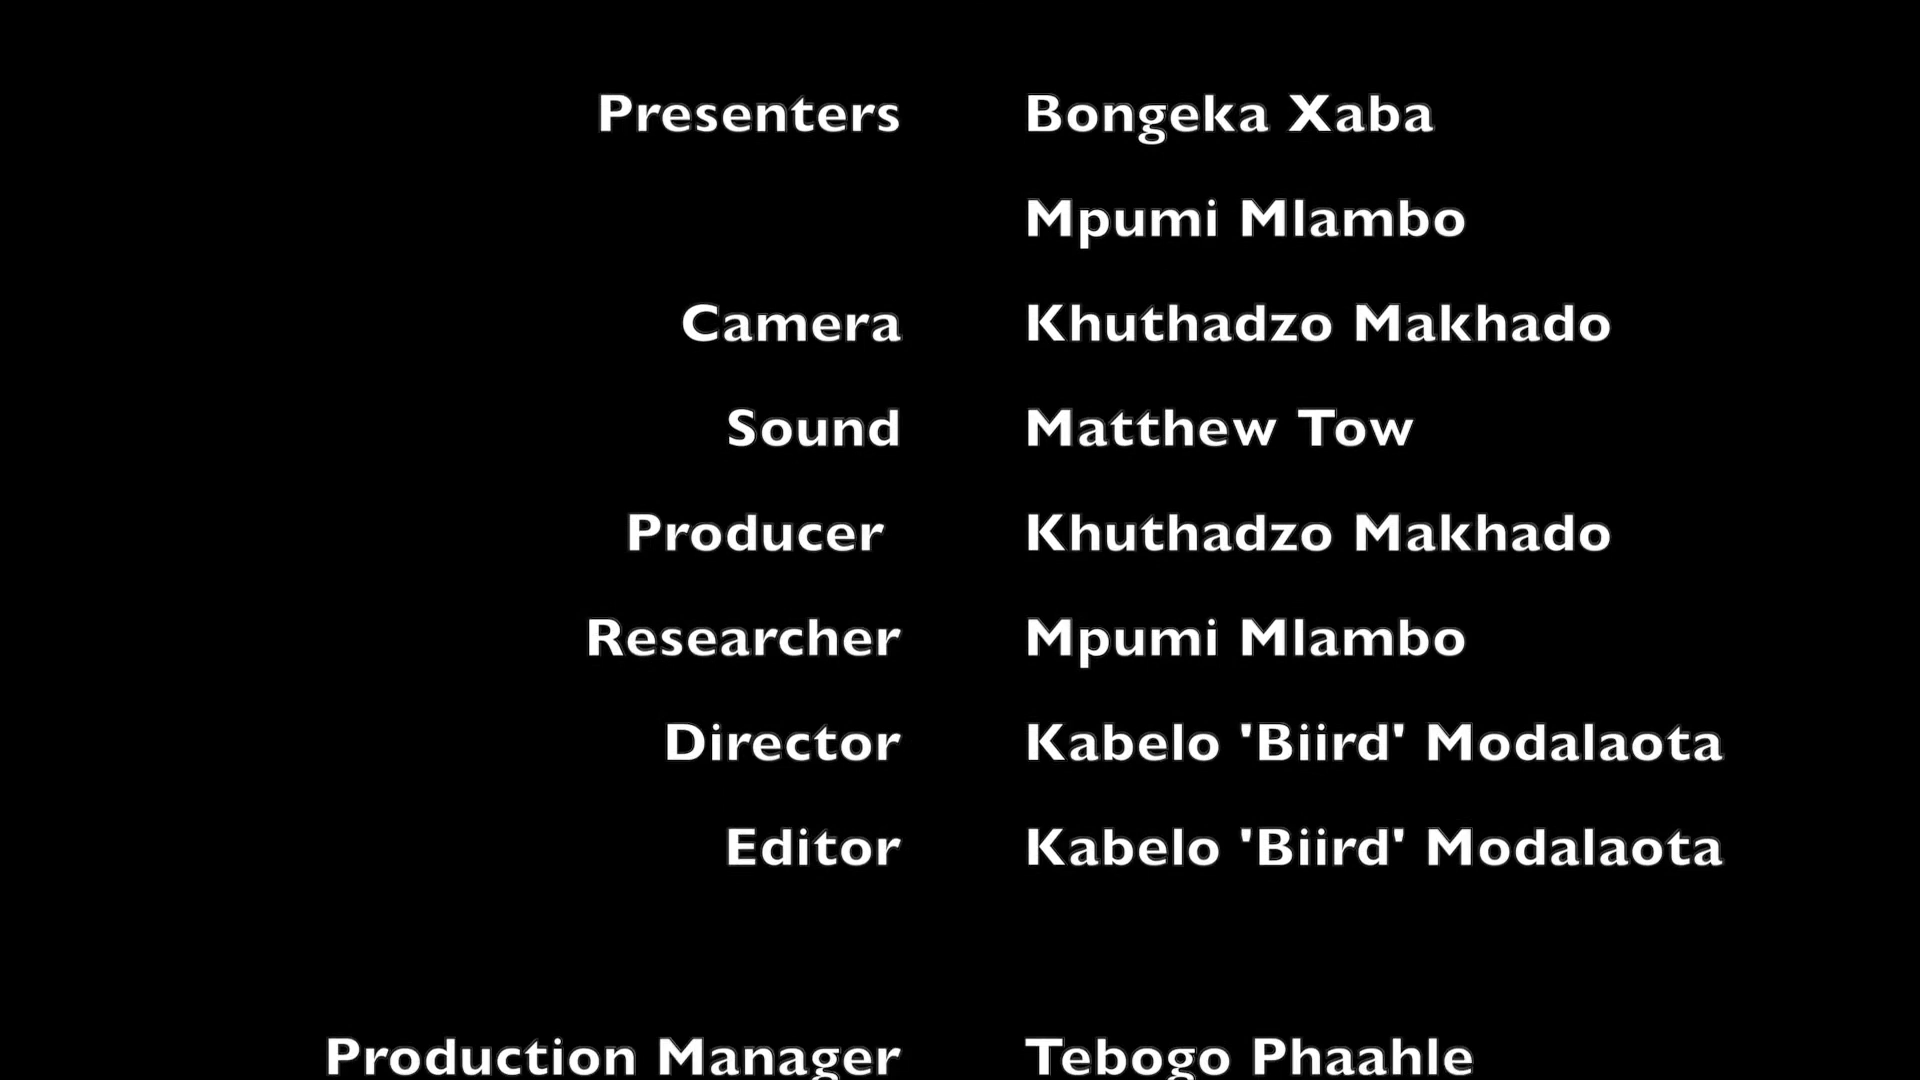 Presenters Bongeka Xaba
Mpumi Mlambo
Camera Khuthadzo Makhado
Sound Matthew Tow
Producer Khuthadzo Makhado
Researcher Mpumi Mlambo
Director Kabelo 'Biird' Modalaota
Editor Kabelo 'Biird' Modalaota
Production Manager Tebogo Phaahle